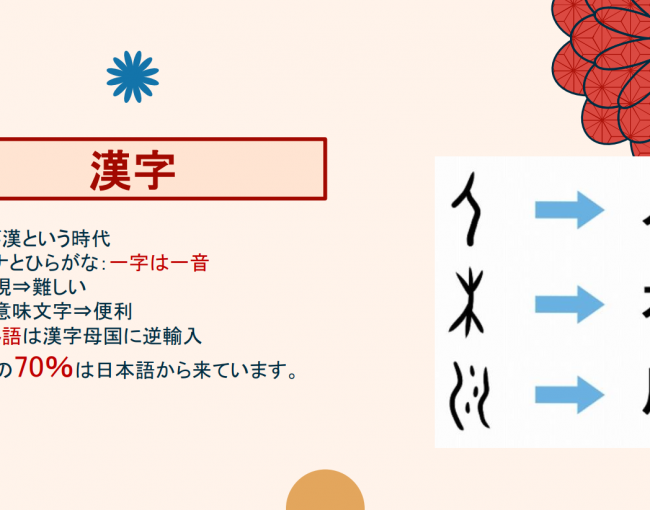 漢字
漢という時代
とひらがな：一字は一音
⇒難しい
意味文字⇒便利
語は漢字母国に逆輸入
の70%は日本語から来ています。